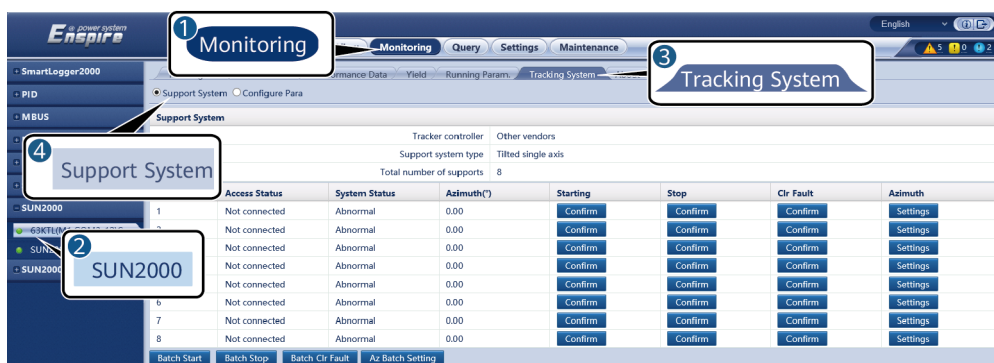 e power system
Enspire
English
1
Monitoring
Monitoring
Query
Settings
Maintenance
5 0 2
SmartLogger2000
PID
MBUS
SUN2000
SUN2000
Performance Data
Yield
Running Param.
Tracking System
3
Tracking System
Support System
Configure Para
Support System
Tracker controller Other vendors
Support system type Tilted single axis
Total number of supports 8
4
Support System
2
SUN2000
Access Status System Status Azimuth(°) Starting Stop Clr Fault Azimuth
1 Not connected Abnormal 0.00 Confirm Confirm Confirm Settings
Not connected Abnormal 0.00 Confirm Confirm Confirm Settings
Not connected Abnormal 0.00 Confirm Confirm Confirm Settings
Not connected Abnormal 0.00 Confirm Confirm Confirm Settings
Not connected Abnormal 0.00 Confirm Confirm Confirm Settings
6 Not connected Abnormal 0.00 Confirm Confirm Confirm Settings
7 Not connected Abnormal 0.00 Confirm Confirm Confirm Settings
8 Not connected Abnormal 0.00 Confirm Confirm Confirm Settings
Batch Start Batch Stop Batch Clr Fault Az Batch Setting